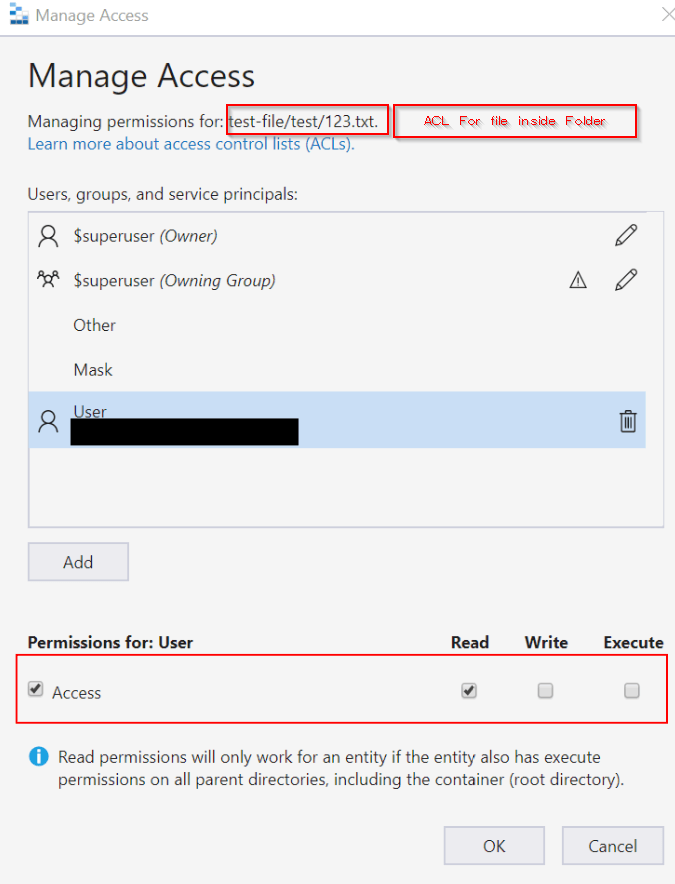 Manage Access
Manage Access
Managing permissions for: test-file/test/123.txt. ACL For file inside Folder
Learn more about access control lists (ACLs).
Users, groups, and service principals:
$superuser (Owner)
$superuser (Owning Group)
Other
Mask
User
Add
Permissions for: User Read Write Execute
Access
Read permissions will only work for an entity if the entity also has execute
permissions on all parent directories, including the container (root directory).
OK Cancel